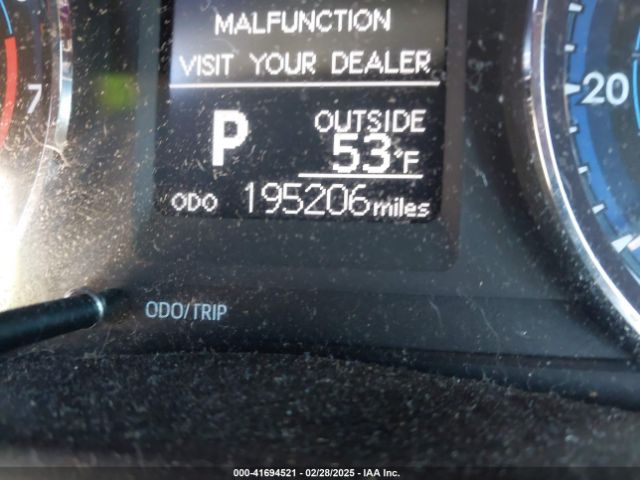 MALFUNCTION
VISIT YOUR DEALER
P
OUTSIDE
53°F
ODO 195206 miles
7
20
ODO/TRIP
000-41694521 | 02/28/2025 - IAA Inc.